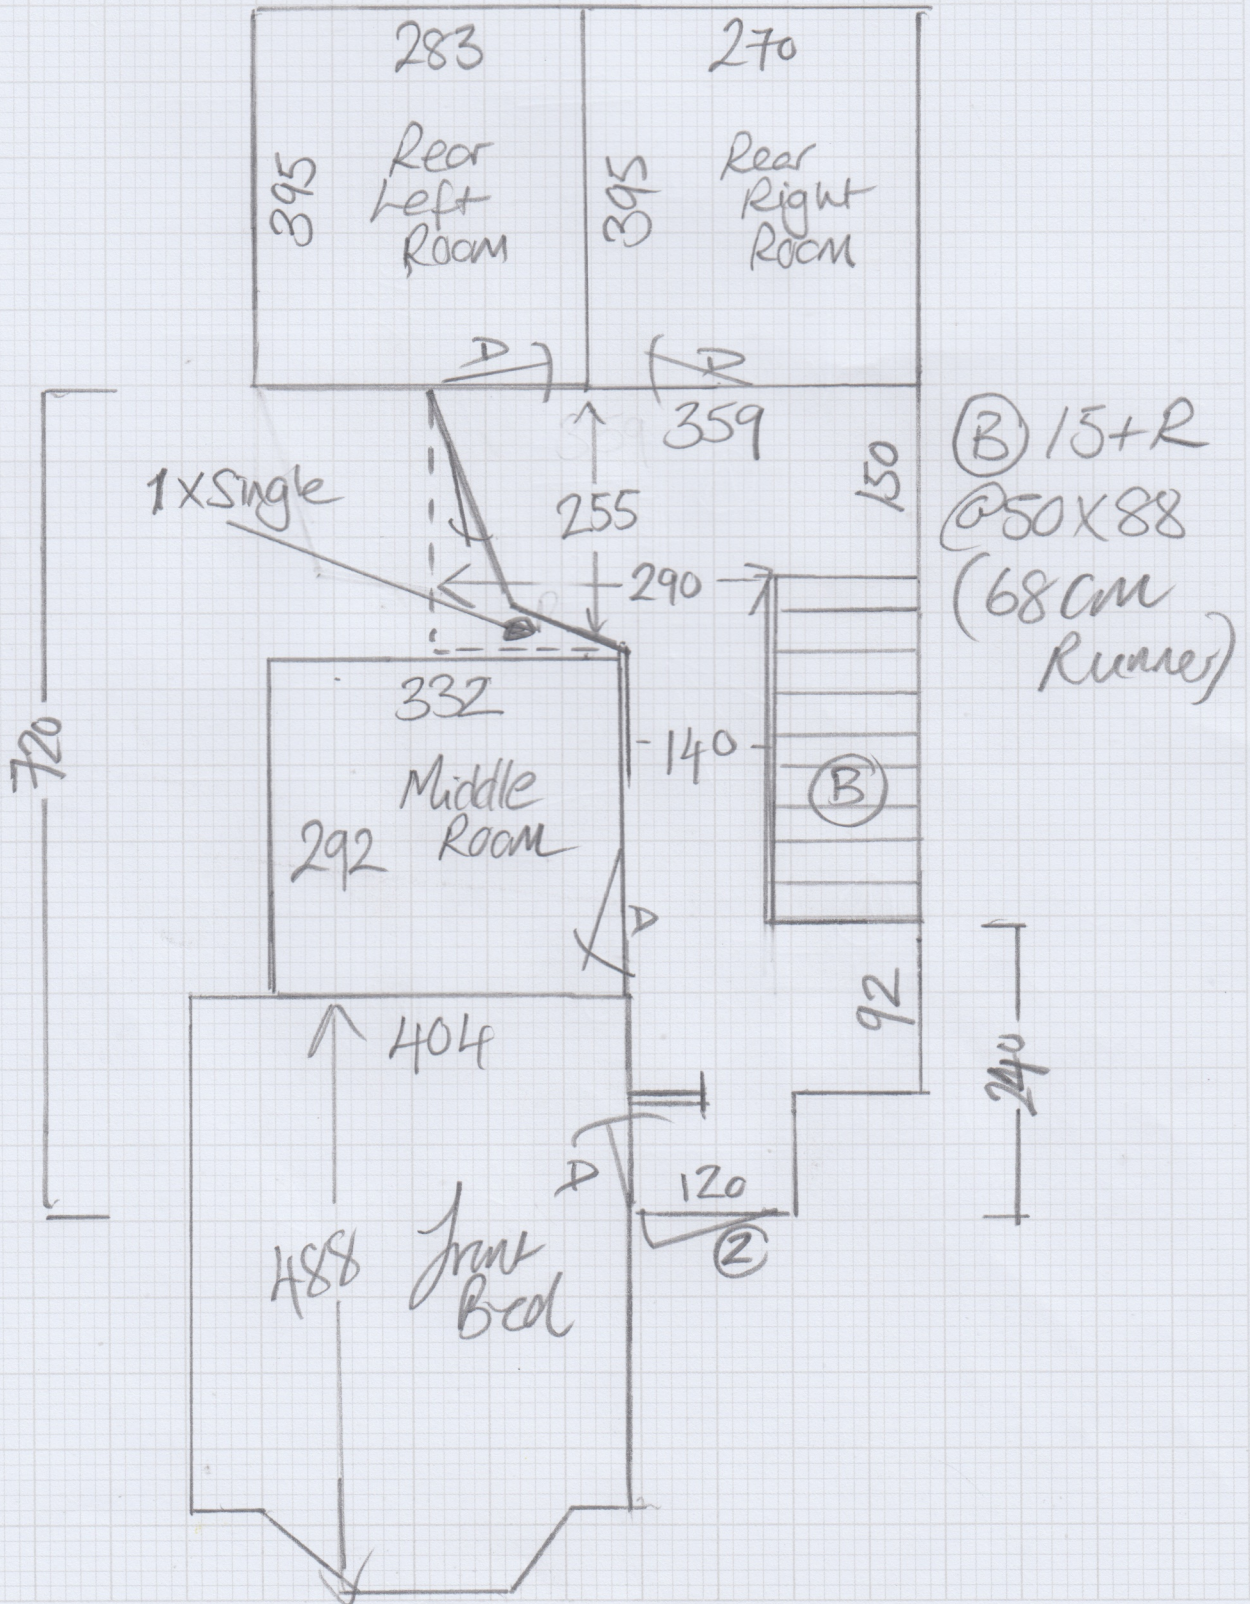 283
270
Rear
Left
Room
395
Rear
Right
Room
395
D
D
359
255
150
Ⓑ 15+R
@50X88
(68cm
Runner)
1xSingle
290
720
332
Middle
Room
292
140
Ⓑ
D
92
240
404
D
120
②
488
Front
Bed